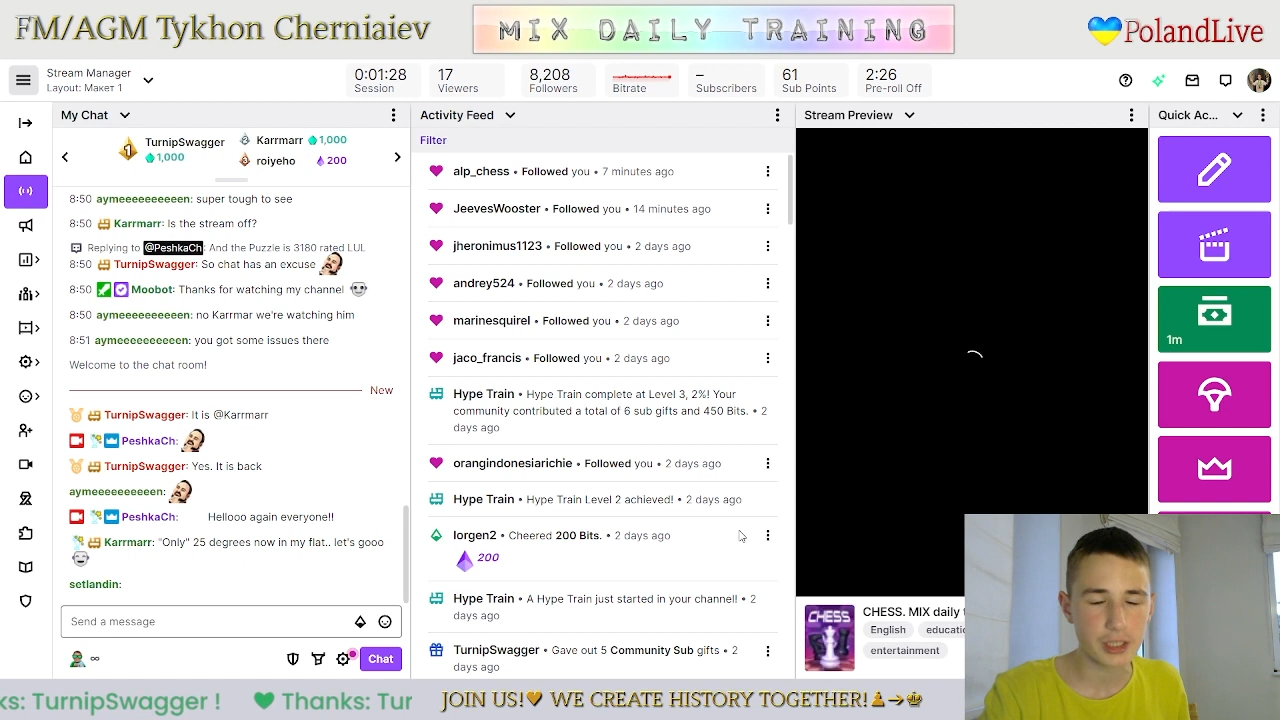 FM/AGM Tykhon Cherniaiev
MIX DAILY TRAINING
PolandLive
Stream Manager
Layout: Макет 1
0:01:28
Session
17
Viewers
8,208
Followers
Bitrate
–
Subscribers
61
Sub Points
2:26
Pre-roll Off
My Chat
TurnipSwagger
1,000
Karrmarr 1,000
roiyeho 200
8:50 aymeeeeeeeeeen: super tough to see
8:50 Karrmarr: Is the stream off?
Replying to @PeshkaCh: And the Puzzle is 3180 rated LUL
8:50 TurnipSwagger: So chat has an excuse
8:50 Moobot: Thanks for watching my channel
8:50 aymeeeeeeeeeen: no Karrmar we're watching him
8:51 aymeeeeeeeeeen: you got some issues there
Welcome to the chat room!
New
TurnipSwagger: It is @Karrmarr
PeshkaCh:
TurnipSwagger: Yes. It is back
aymeeeeeeeeeen:
PeshkaCh: Hellooo again everyone!!
Karrmarr: "Only" 25 degrees now in my flat.. let's gooo
setlandin:
Send a message
∞
Chat
Activity Feed
Filter
alp_chess • Followed you • 7 minutes ago
JeevesWooster • Followed you • 14 minutes ago
jheronimus1123 • Followed you • 2 days ago
andrey524 • Followed you • 2 days ago
marinesquirel • Followed you • 2 days ago
jaco_francis • Followed you • 2 days ago
Hype Train • Hype Train complete at Level 3, 2%! Your
community contributed a total of 6 sub gifts and 450 Bits. • 2
days ago
orangindonesiarichie • Followed you • 2 days ago
Hype Train • Hype Train Level 2 achieved! • 2 days ago
lorgen2 • Cheered 200 Bits. • 2 days ago
200
Hype Train • A Hype Train just started in your channel! • 2
days ago
TurnipSwagger • Gave out 5 Community Sub gifts • 2
days ago
Stream Preview
CHESS
CHESS. MIX daily
English
entertainment
Quick Ac...
1m
ks: TurnipSwagger ! Thanks: Tur
JOIN US! WE CREATE HISTORY TOGETHER!